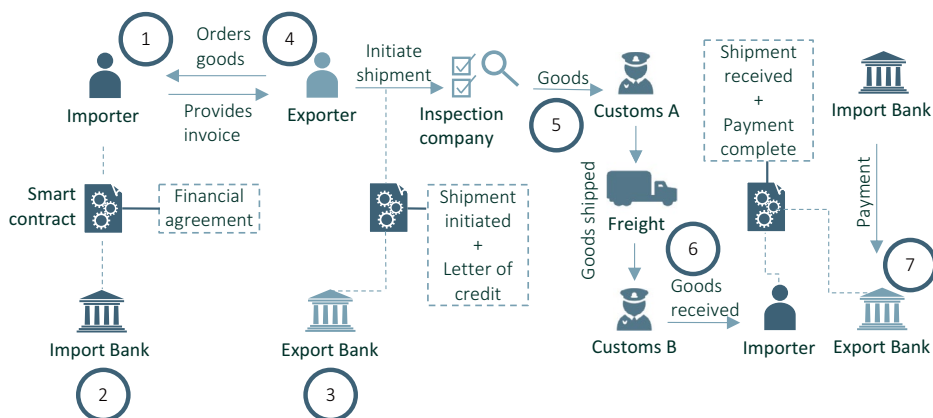 1
Orders
goods
4
Importer
Provides
invoice
Exporter
Initiate
shipment
Inspection
company
Goods
5
Customs A
Shipment
received
+
Payment
complete
Import Bank
Smart
contract
Financial
agreement
Shipment
initiated
+
Letter of
credit
Goods shipped
Freight
6
Payment
7
Goods
received
Import Bank
2
Export Bank
3
Customs B
Importer
Export Bank